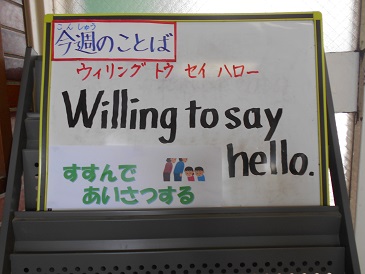 こんしゅう
今週のことば
ウィリング トウ セイ ハロー
Willing to say
hello.
すすんで
あいさつする